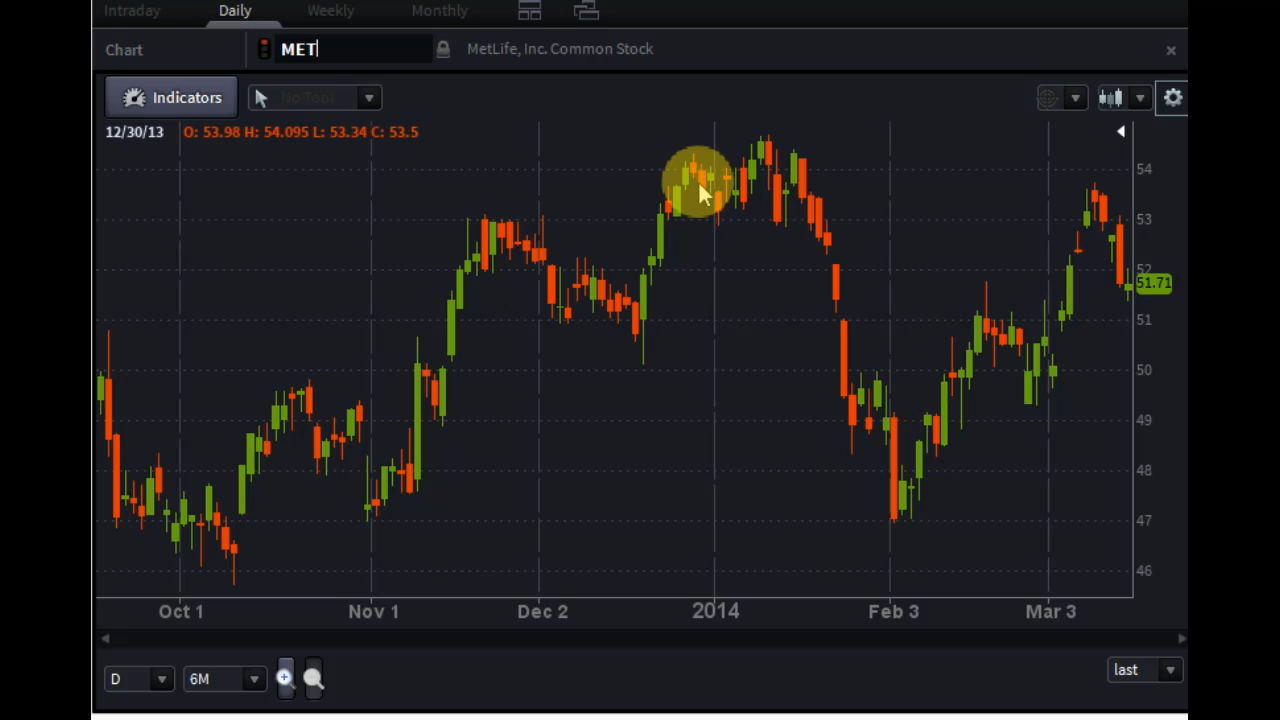 Intraday Daily Weekly Monthly
Chart MET MetLife, Inc. Common Stock
Indicators No Tool
12/30/13 O: 53.98 H: 54.095 L: 53.34 C: 53.5
54
53
52
51.71
51
50
49
48
47
46
Oct 1 Nov 1 Dec 2 2014 Feb 3 Mar 3
D 6M last